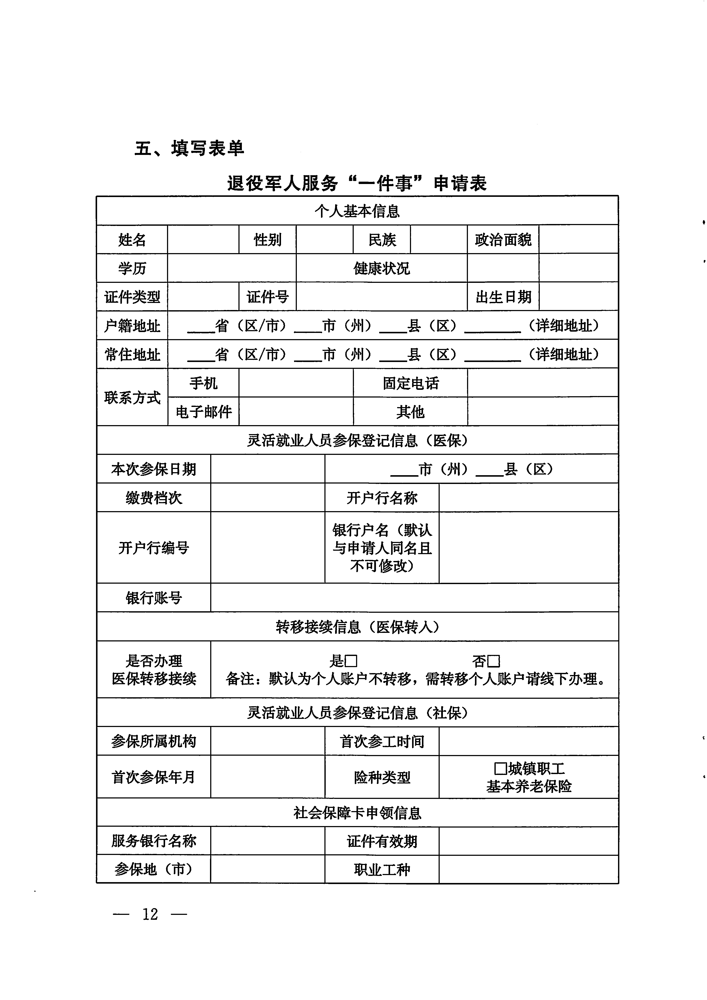 五、填写表单
退役军人服务“一件事”申请表
个人基本信息
姓名 性别 民族 政治面貌
学历 健康状况
证件类型 证件号 出生日期
户籍地址 ____省（区/市）____市（州）____县（区）________（详细地址）
常住地址 ____省（区/市）____市（州）____县（区）________（详细地址）
联系方式
手机 固定电话
电子邮件 其他
灵活就业人员参保登记信息（医保）
本次参保日期 ____市（州）____县（区）
缴费档次 开户行名称
开户行编号
银行户名（默认
与申请人同名且
不可修改）
银行账号
转移接续信息（医保转入）
是否办理
医保转移接续
是□ 否□
备注：默认为个人账户不转移，需转移个人账户请线下办理。
灵活就业人员参保登记信息（社保）
参保所属机构 首次参工时间
首次参保年月 险种类型
□城镇职工
基本养老保险
社会保障卡申领信息
服务银行名称 证件有效期
参保地（市） 职业工种
— 12 —